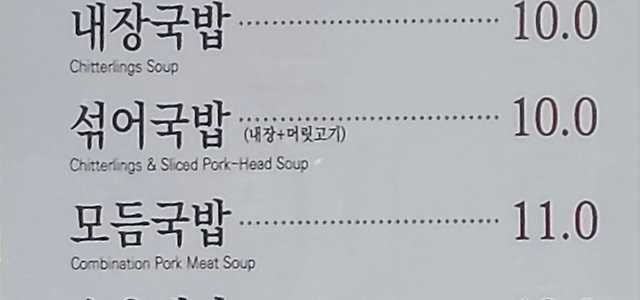 내장국밥 ........................ 10.0
Chitterlings Soup
섞어국밥 (내장+머릿고기) ........................ 10.0
Chitterlings & Sliced Pork-Head Soup
모듬국밥 ........................ 11.0
Combination Pork Meat Soup